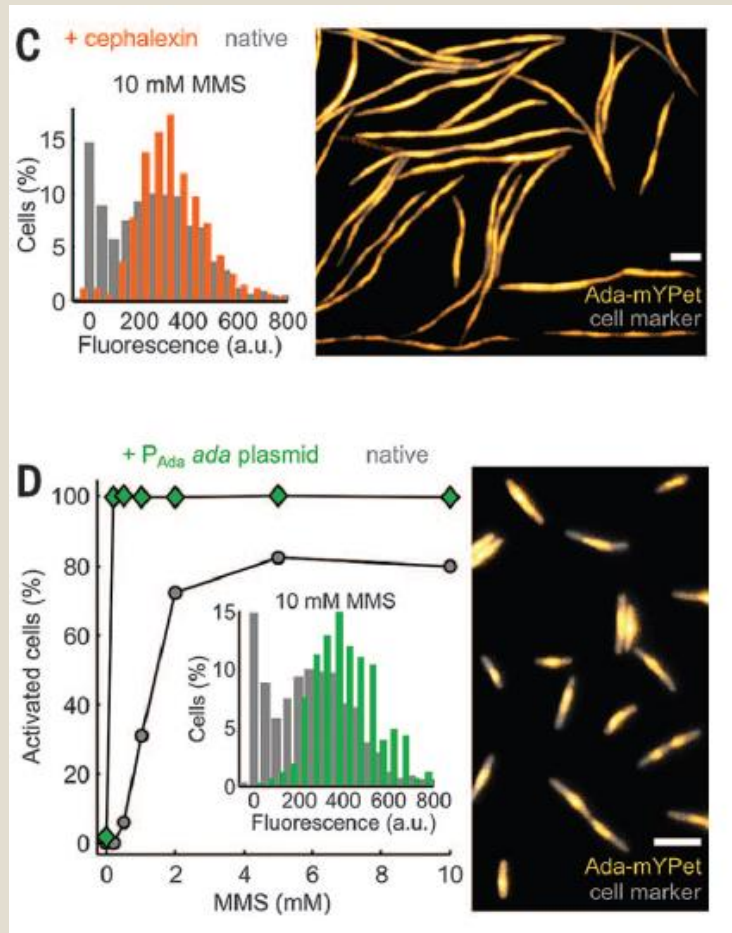 C + cephalexin native
10 mM MMS
15
10
5
0
Cells (%)
0 200 400 600 800
Fluorescence (a.u.)
Ada-mYPet
cell marker
D + PAda ada plasmid native
100
80
60
40
20
0
Activated cells (%)
0 2 4 6 8 10
MMS (mM)
10 mM MMS
15
10
5
0
Cells (%)
0 200 400 600 800
Fluorescence (a.u.)
Ada-mYPet
cell marker